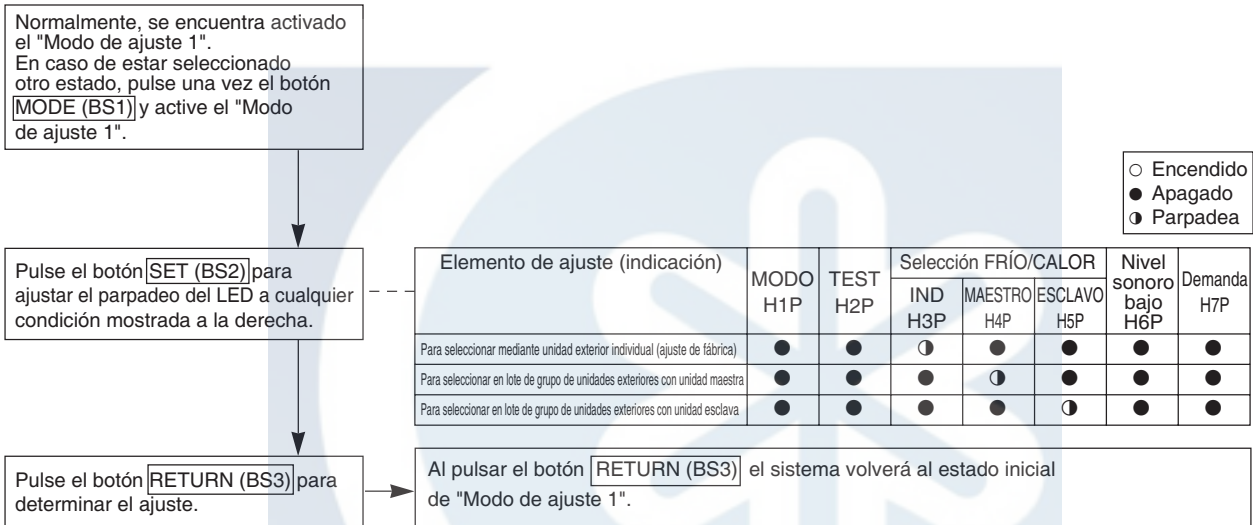 Normalmente, se encuentra activado
el "Modo de ajuste 1".
En caso de estar seleccionado
otro estado, pulse una vez el botón
MODE (BS1) y active el "Modo
de ajuste 1".
○ Encendido
● Apagado
◑ Parpadea
Pulse el botón SET (BS2) para
ajustar el parpadeo del LED a cualquier
condición mostrada a la derecha.
Elemento de ajuste (indicación)
MODO
H1P
TEST
H2P
Selección FRÍO/CALOR
IND
H3P
MAESTRO
H4P
ESCLAVO
H5P
Nivel
sonoro
bajo
H6P
Demanda
H7P
Para seleccionar mediante unidad exterior individual (ajuste de fábrica) ● ● ◑ ● ● ● ●
Para seleccionar en lote de grupo de unidades exteriores con unidad maestra ● ● ● ◑ ● ● ●
Para seleccionar en lote de grupo de unidades exteriores con unidad esclava ● ● ● ● ◑ ● ●
Pulse el botón RETURN (BS3) para
determinar el ajuste.
Al pulsar el botón RETURN (BS3) el sistema volverá al estado inicial
de "Modo de ajuste 1".